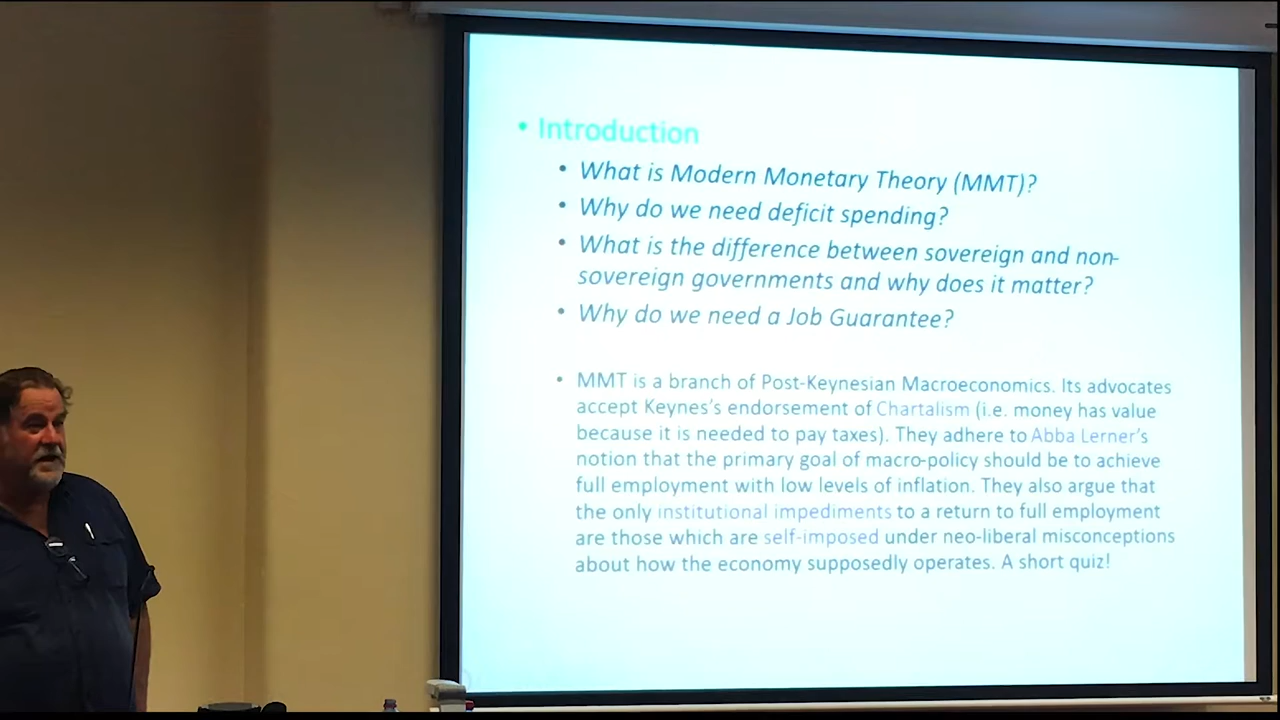 • Introduction
• What is Modern Monetary Theory (MMT)?
• Why do we need deficit spending?
• What is the difference between sovereign and non-
sovereign governments and why does it matter?
• Why do we need a Job Guarantee?
• MMT is a branch of Post-Keynesian Macroeconomics. Its advocates
accept Keynes's endorsement of Chartalism (i.e. money has value
because it is needed to pay taxes). They adhere to Abba Lerner's
notion that the primary goal of macro-policy should be to achieve
full employment with low levels of inflation. They also argue that
the only institutional impediments to a return to full employment
are those which are self-imposed under neo-liberal misconceptions
about how the economy supposedly operates. A short quiz!